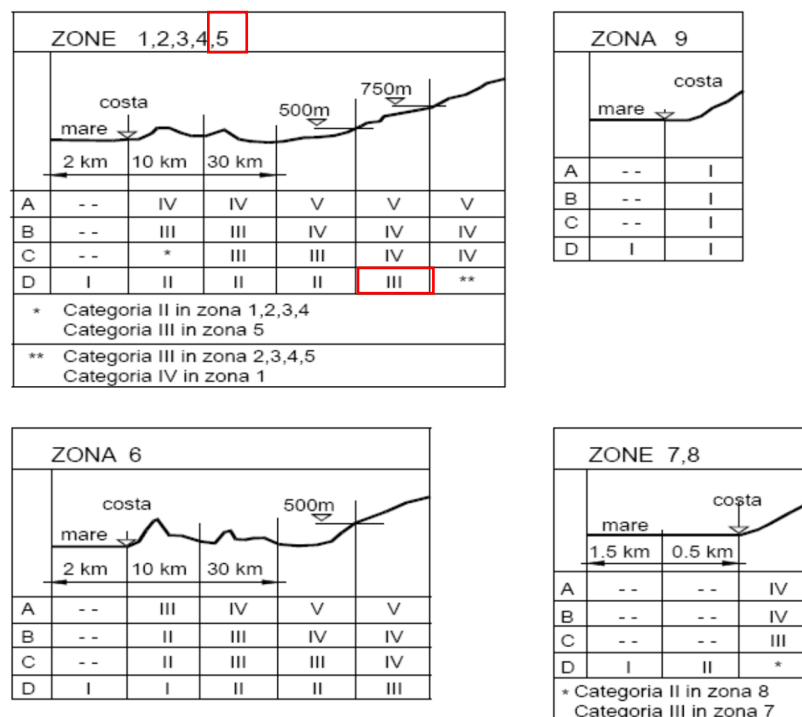 ZONE 1,2,3,4,5
costa
mare
500m
750m
2 km 10 km 30 km
A -- IV IV V V V
B -- III III IV IV IV
C -- * III III IV IV
D I II II II III **
* Categoria II in zona 1,2,3,4
Categoria III in zona 5
** Categoria III in zona 2,3,4,5
Categoria IV in zona 1
ZONA 9
costa
mare
A -- I
B -- I
C -- I
D I I
ZONA 6
costa
mare
500m
2 km 10 km 30 km
A -- III IV V V
B -- II III IV IV
C -- II III III IV
D I I II II III
ZONE 7,8
costa
mare
1.5 km 0.5 km
A -- -- IV
B -- -- IV
C -- -- III
D I II *
* Categoria II in zona 8
Categoria III in zona 7